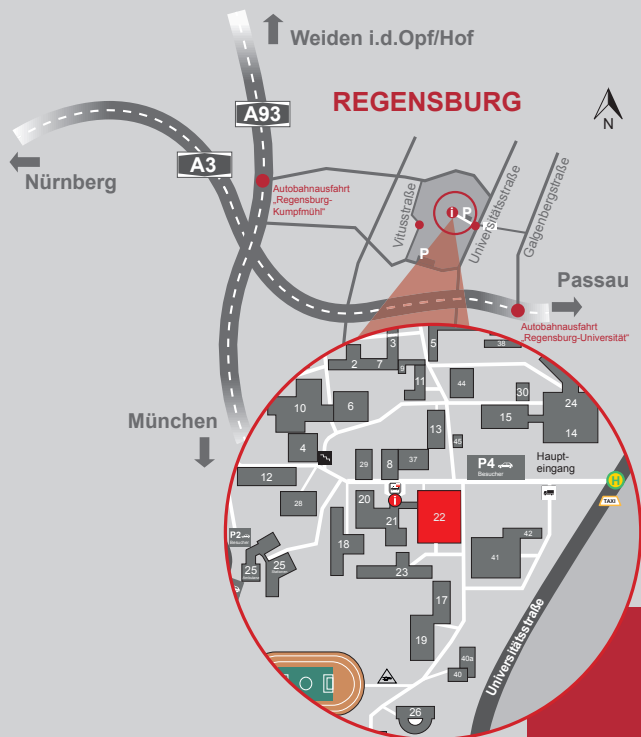 Weiden i.d.Opf/Hof
REGENSBURG
A93
N
A3
Nürnberg
Autobahnausfahrt
„Regensburg-
Kumpfmühl“
Vitusstraße
P
i
Universitätsstraße
Galgenbergstraße
P
Passau
Autobahnausfahrt
„Regensburg-Universität“
München
3
5
38
2
7
9
11
44
30
24
10
6
15
14
13
45
4
Haupt-
eingang
P4
Besucher
29
8
37
12
H
TAXI
28
20
i
22
21
42
18
41
P2
Besucher
25
25
23
17
19
40a
40
Universitätsstraße
26